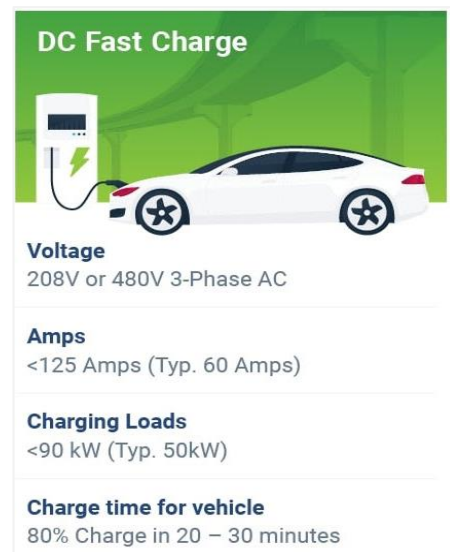 DC Fast Charge
Voltage
208V or 480V 3-Phase AC
Amps
<125 Amps (Typ. 60 Amps)
Charging Loads
<90 kW (Typ. 50kW)
Charge time for vehicle
80% Charge in 20 – 30 minutes